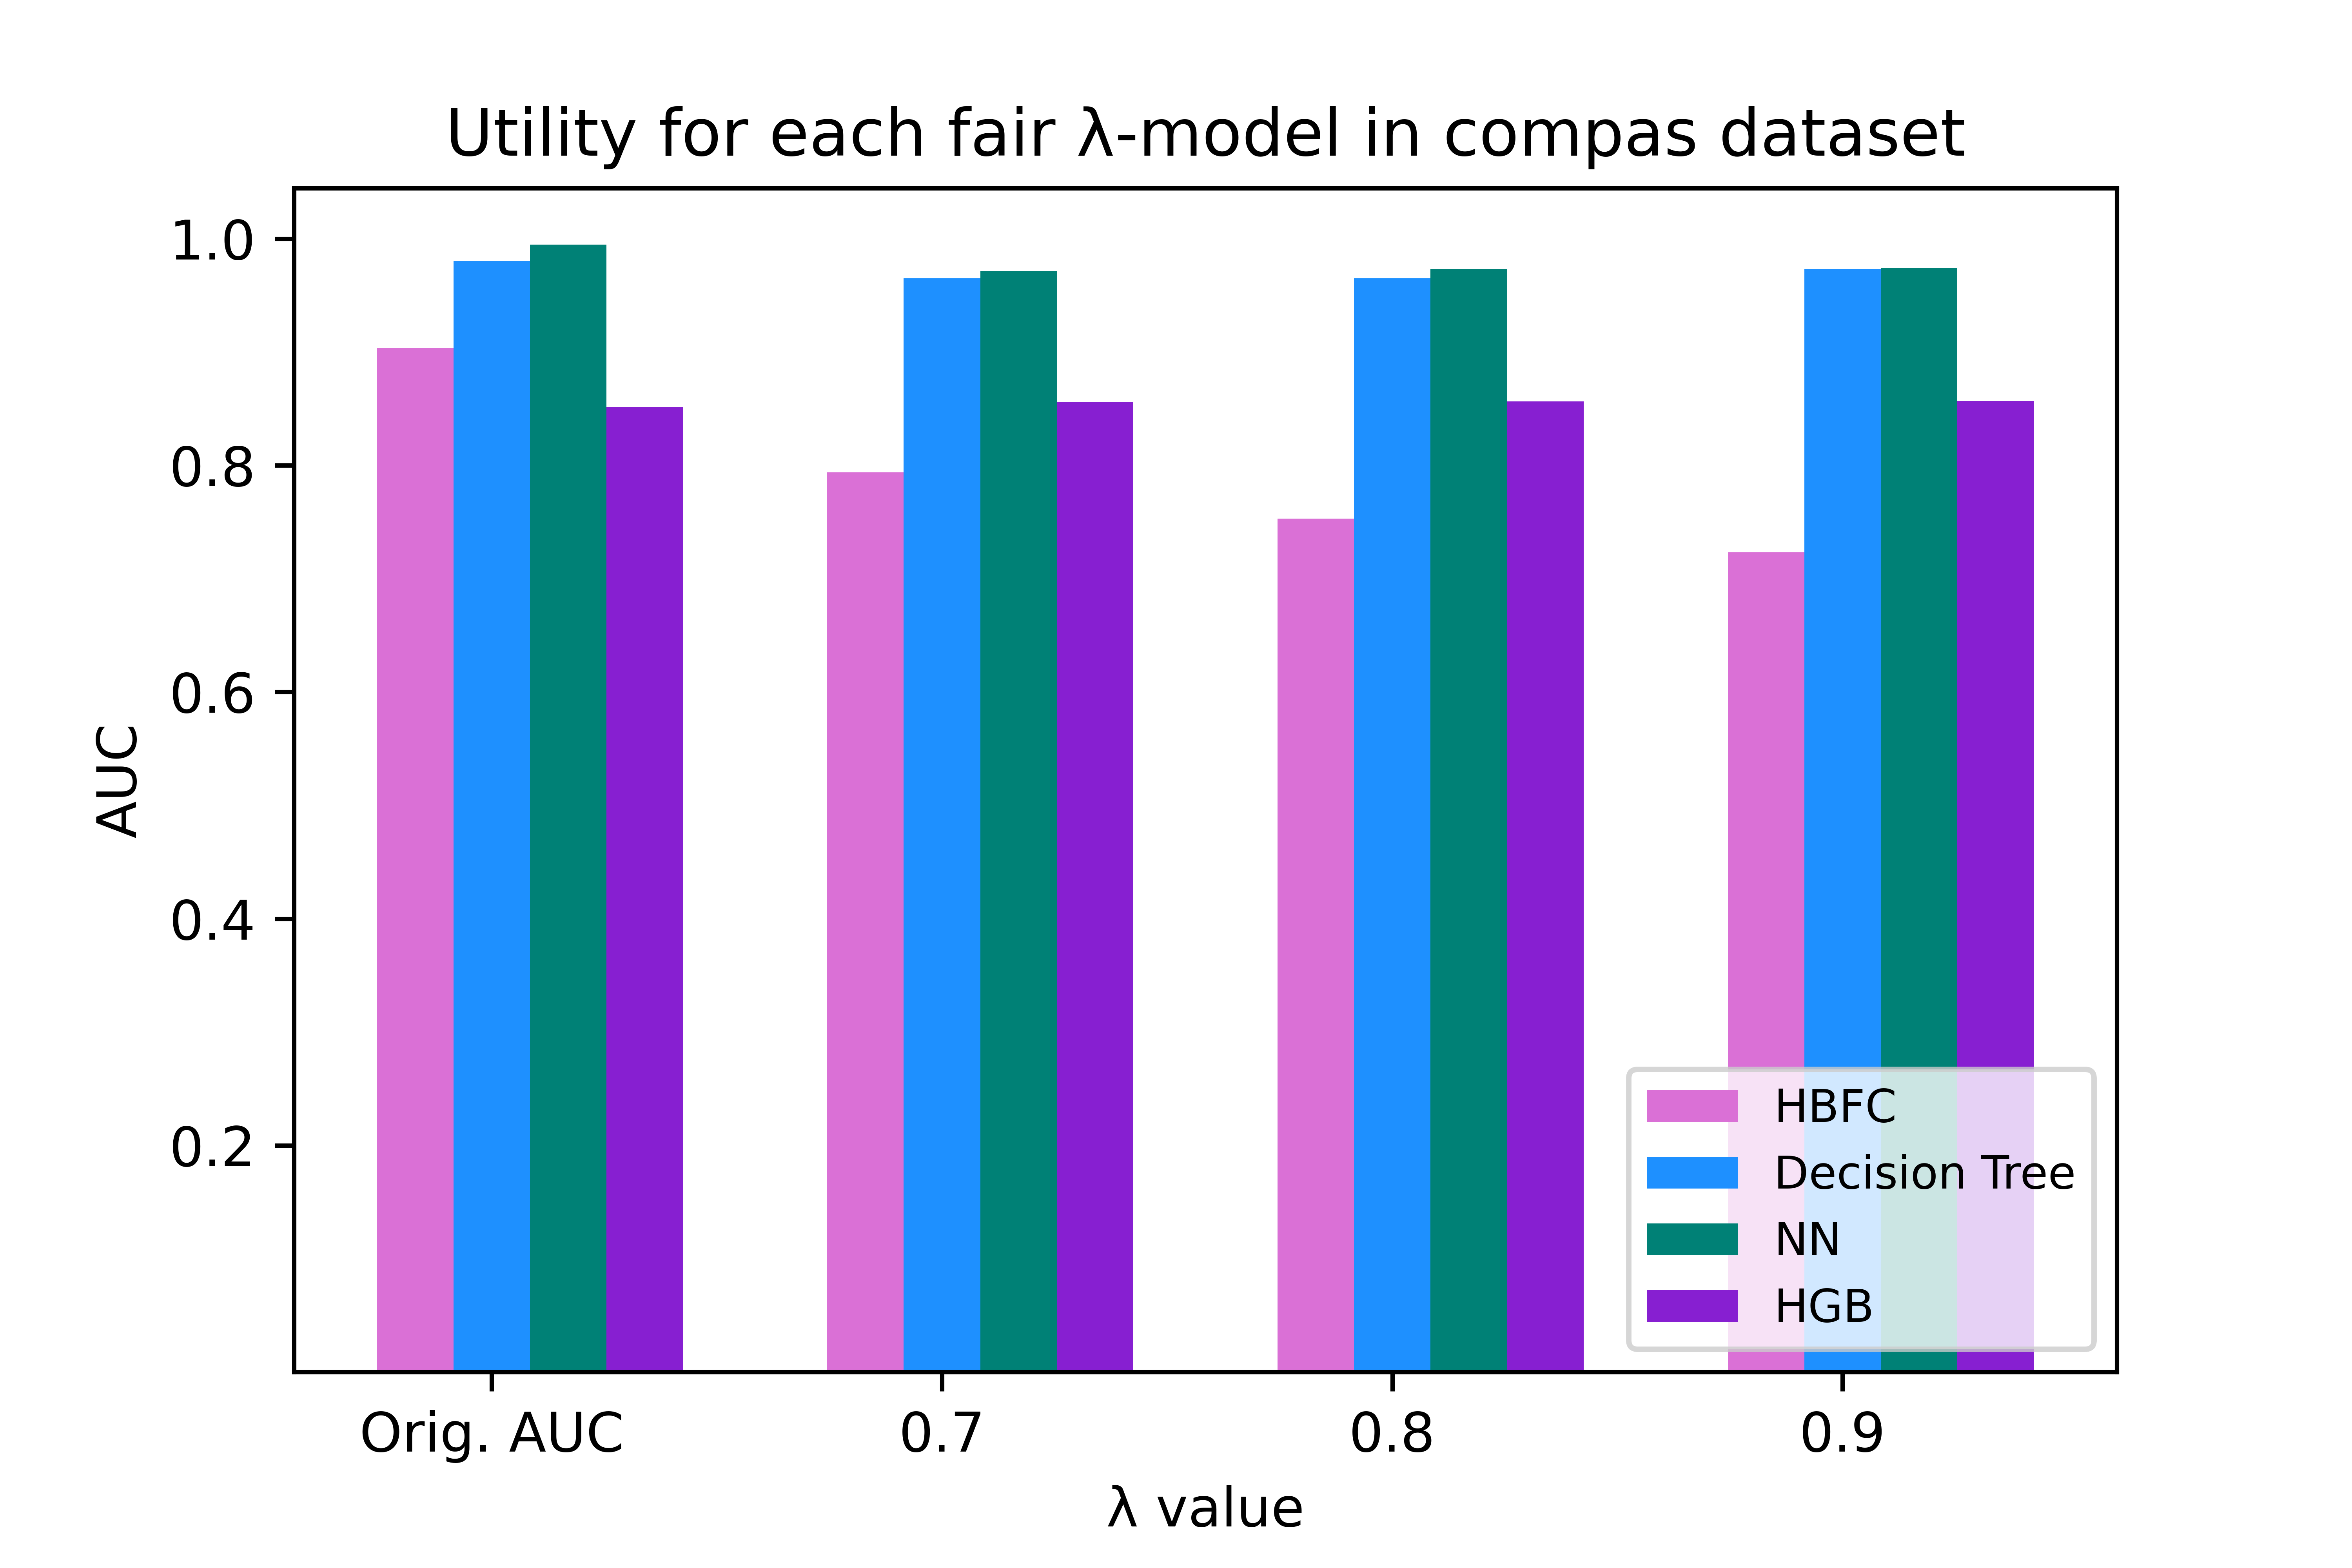 Utility for each fair λ-model in compas dataset
1.0
0.8
0.6
0.4
0.2
AUC
HBFC
Decision Tree
NN
HGB
Orig. AUC 0.7 0.8 0.9
λ value